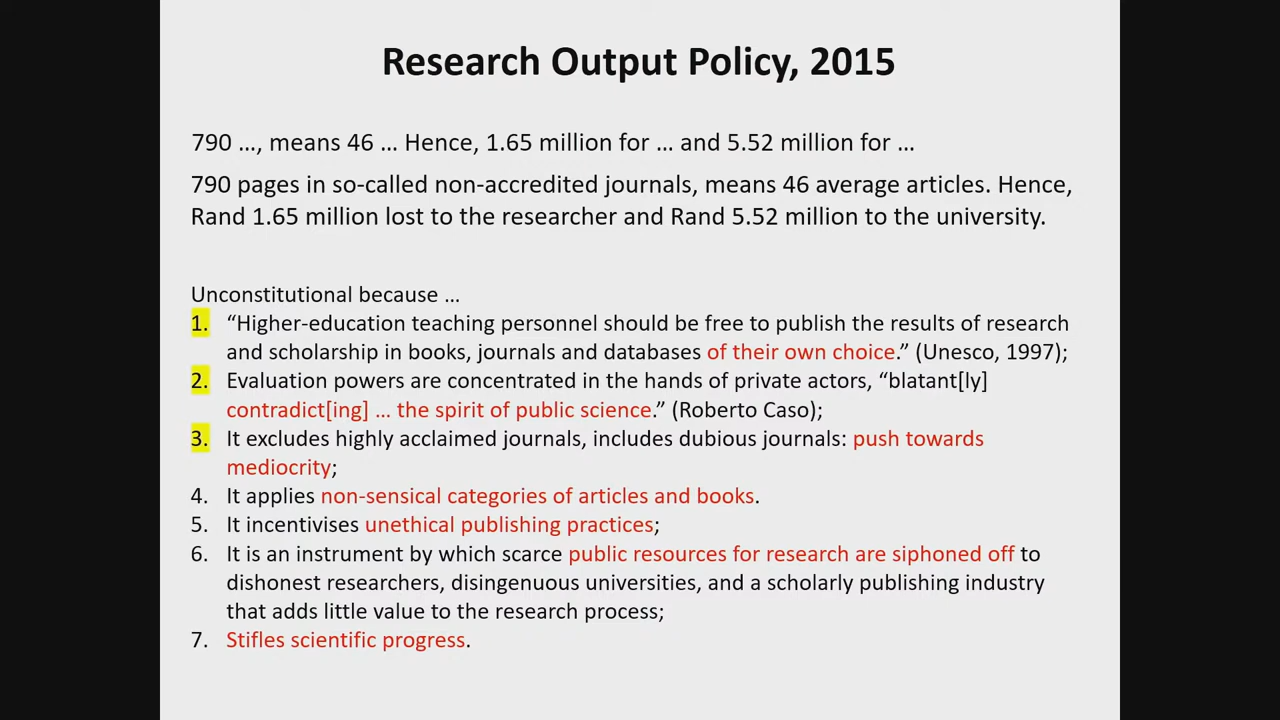 Research Output Policy, 2015
790 …, means 46 … Hence, 1.65 million for … and 5.52 million for …
790 pages in so-called non-accredited journals, means 46 average articles. Hence,
Rand 1.65 million lost to the researcher and Rand 5.52 million to the university.
Unconstitutional because …
1. “Higher-education teaching personnel should be free to publish the results of research
and scholarship in books, journals and databases of their own choice.” (Unesco, 1997);
2. Evaluation powers are concentrated in the hands of private actors, “blatant[ly]
contradict[ing] … the spirit of public science.” (Roberto Caso);
3. It excludes highly acclaimed journals, includes dubious journals: push towards
mediocrity;
4. It applies non-sensical categories of articles and books.
5. It incentivises unethical publishing practices;
6. It is an instrument by which scarce public resources for research are siphoned off to
dishonest researchers, disingenuous universities, and a scholarly publishing industry
that adds little value to the research process;
7. Stifles scientific progress.